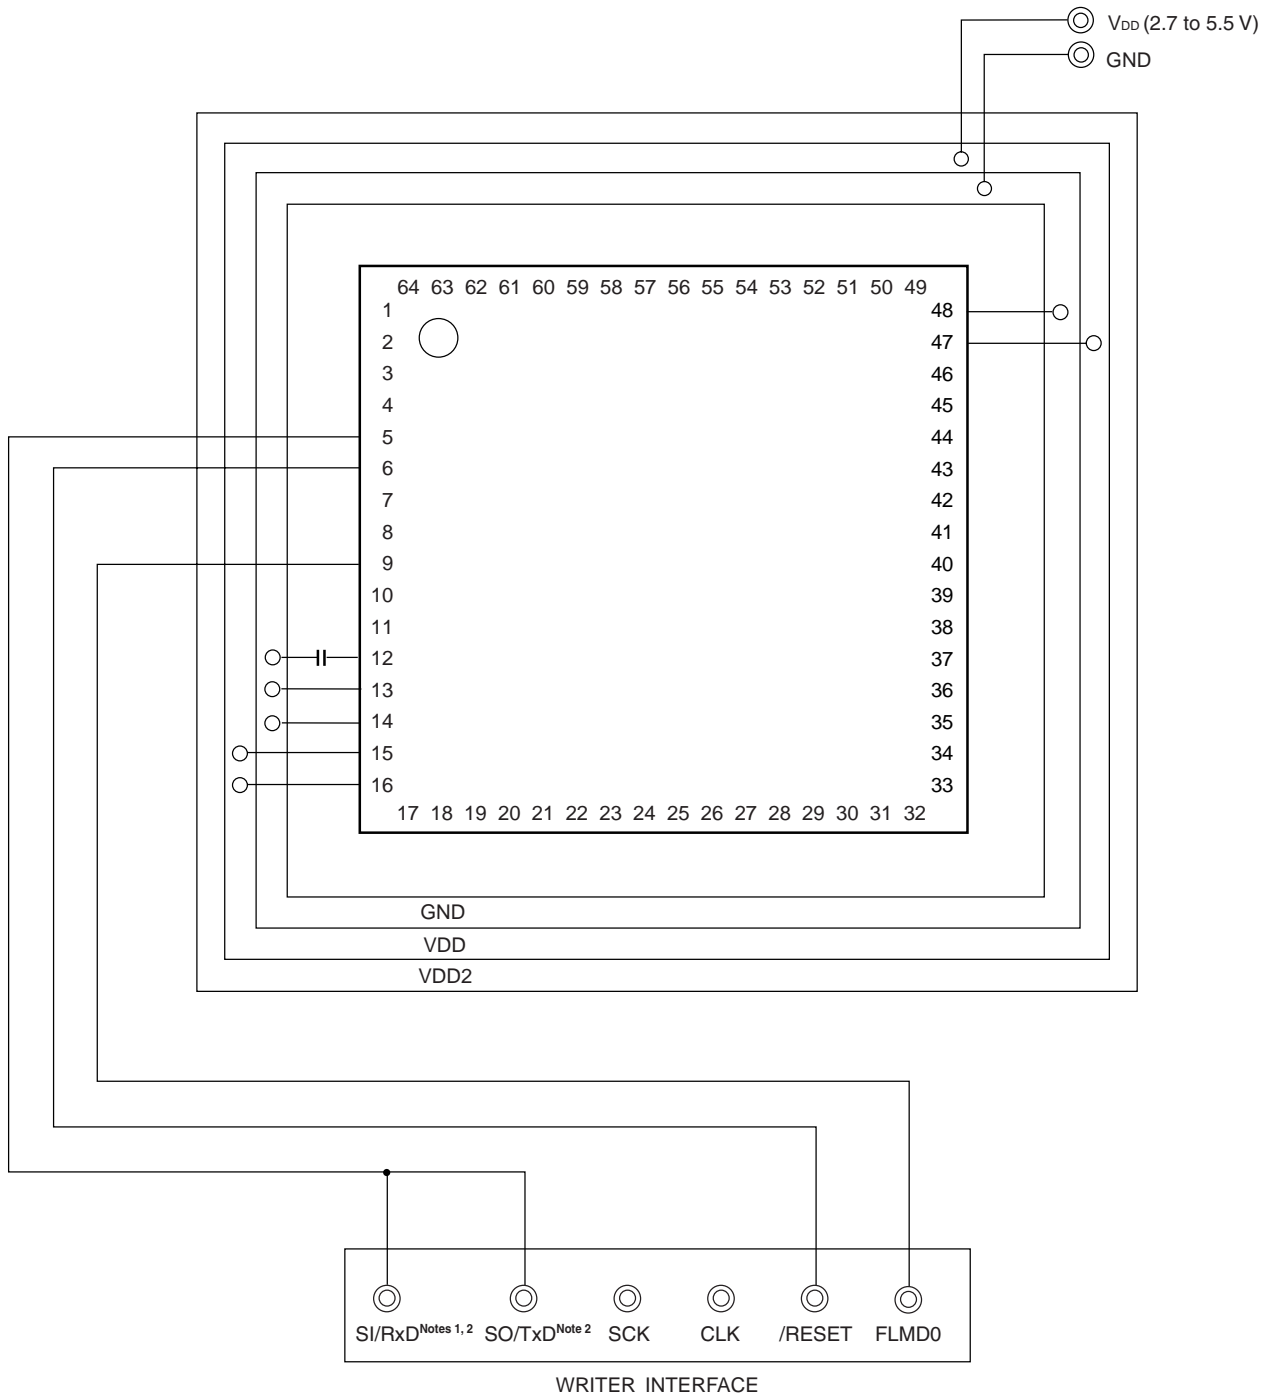 VDD (2.7 to 5.5 V)
GND
64 63 62 61 60 59 58 57 56 55 54 53 52 51 50 49
1 48
2 47
3 46
4 45
5 44
6 43
7 42
8 41
9 40
10 39
11 38
12 37
13 36
14 35
15 34
16 33
17 18 19 20 21 22 23 24 25 26 27 28 29 30 31 32
GND
VDD
VDD2
SI/RxD Notes 1, 2 SO/TxD Note 2 SCK CLK /RESET FLMD0
WRITER INTERFACE